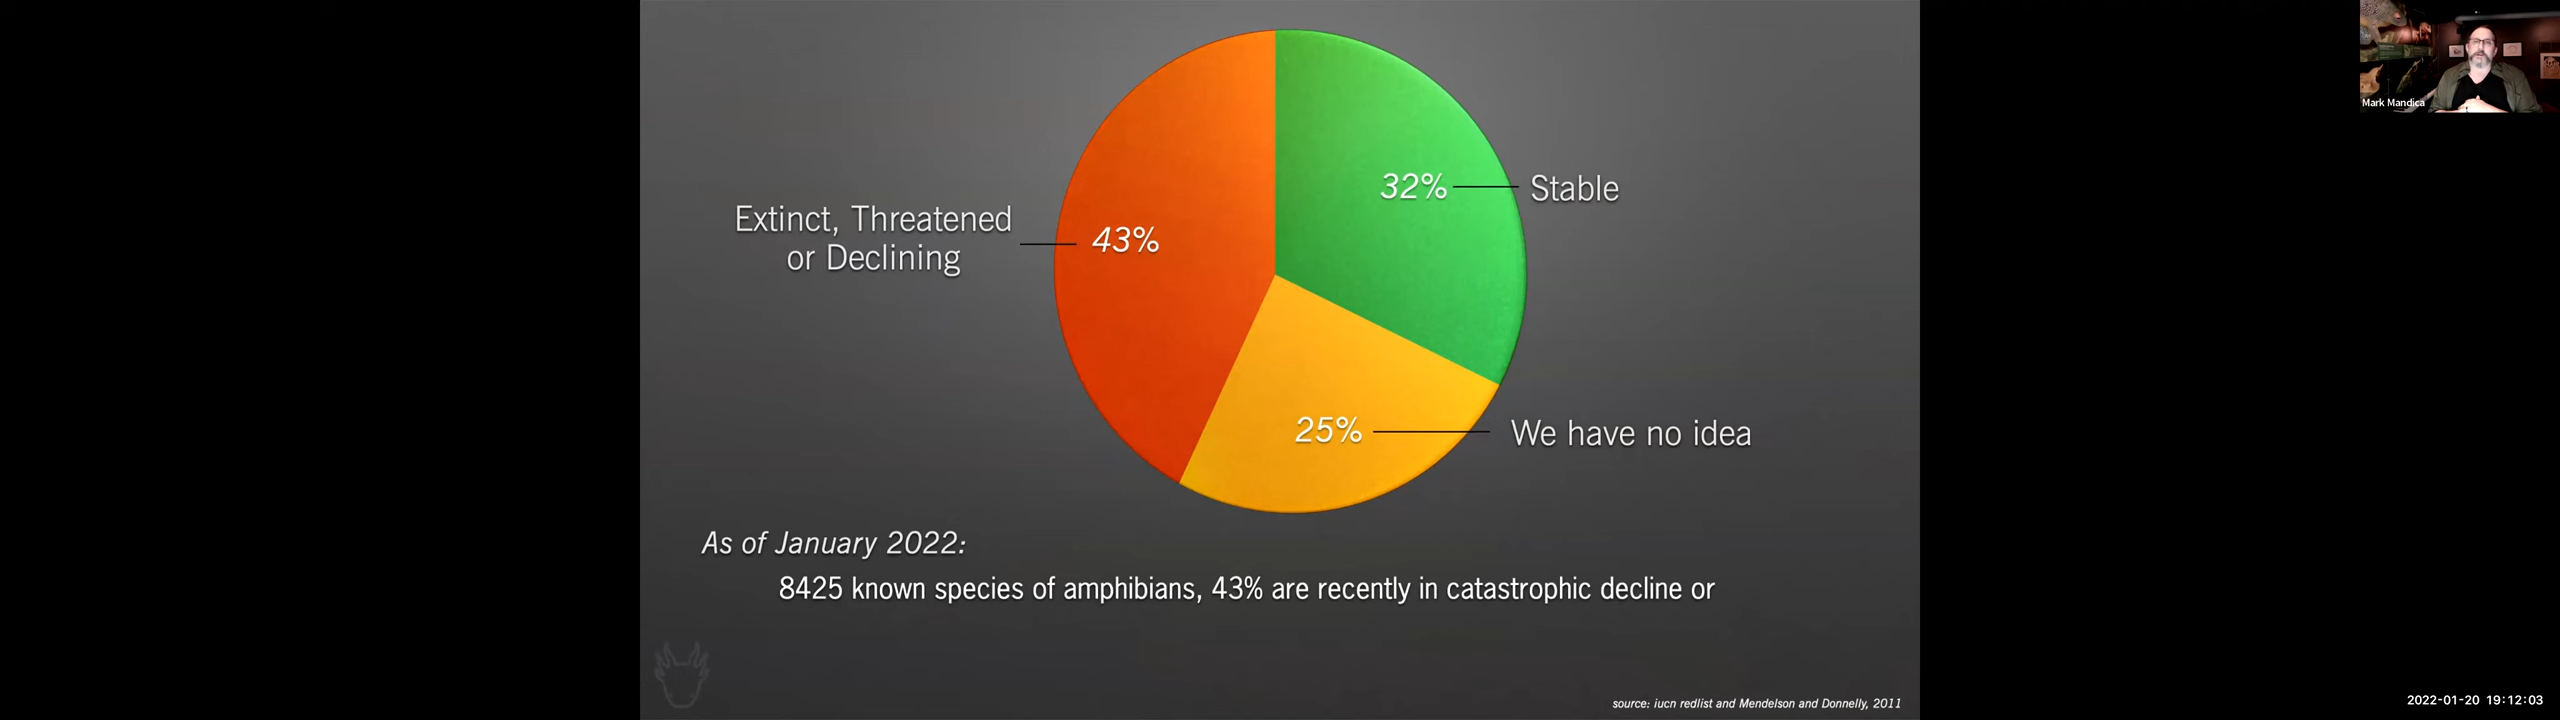 32%
Stable
Extinct, Threatened
or Declining
43%
25%
We have no idea
As of January 2022:
8425 known species of amphibians, 43% are recently in catastrophic decline or
source: iucn redlist and Mendelson and Donnelly, 2011
Mark Mandica
2022-01-20 19:12:03